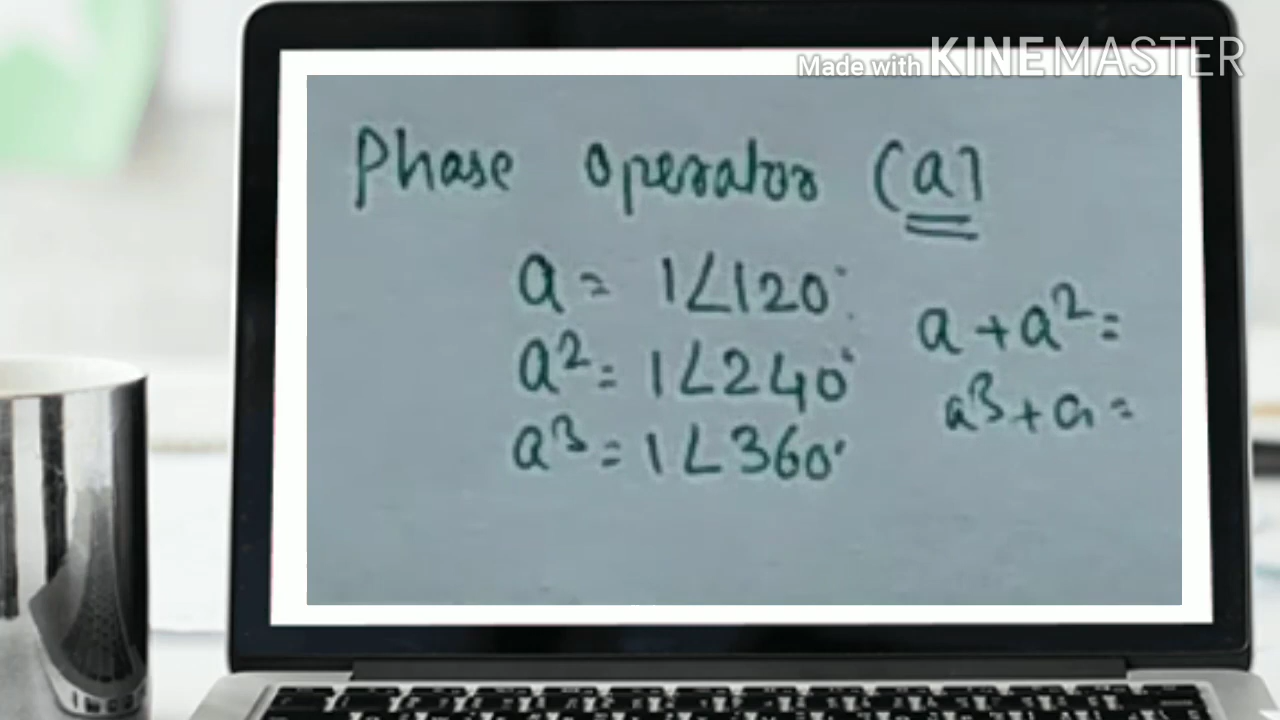 Made with KINEMASTER
Phase operator (a)
a = 1∠120°
a² = 1∠240°
a³ = 1∠360°
a + a² =
a³ + a =